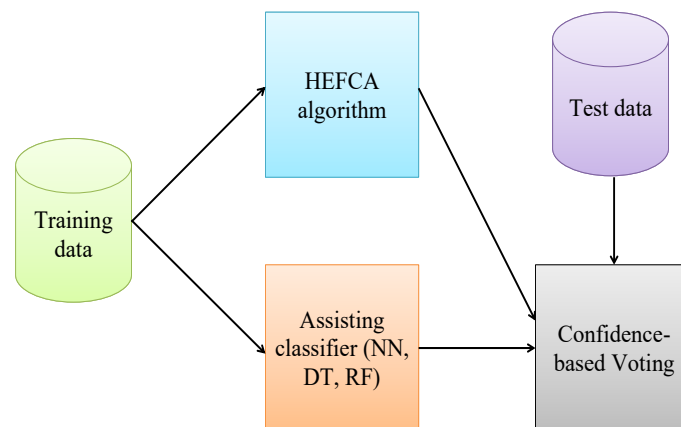 HEFCA
algorithm
Test data
Training
data
Assisting
classifier (NN,
DT, RF)
Confidence-
based Voting